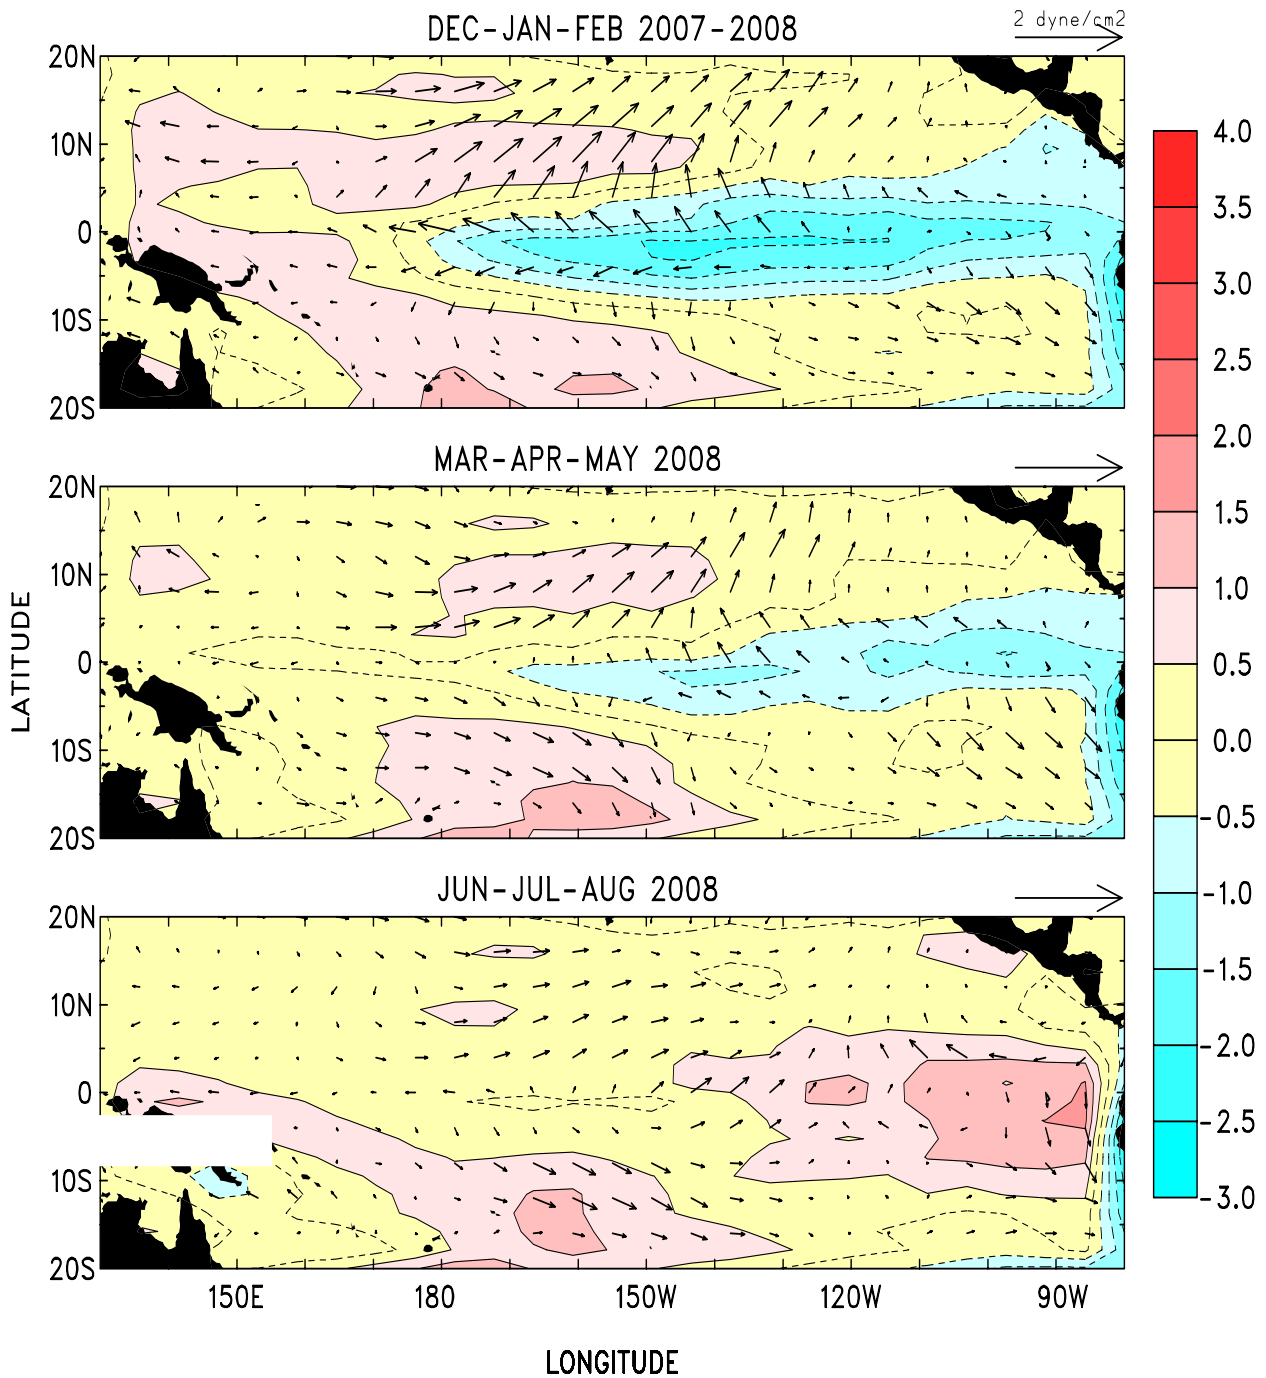 DEC-JAN-FEB 2007-2008
2 dyne/cm2
20N
10N
0
10S
20S
MAR-APR-MAY 2008
20N
10N
0
10S
20S
LATITUDE
JUN-JUL-AUG 2008
20N
10N
0
10S
20S
150E 180 150W 120W 90W
LONGITUDE
4.0
3.5
3.0
2.5
2.0
1.5
1.0
0.5
0.0
-0.5
-1.0
-1.5
-2.0
-2.5
-3.0